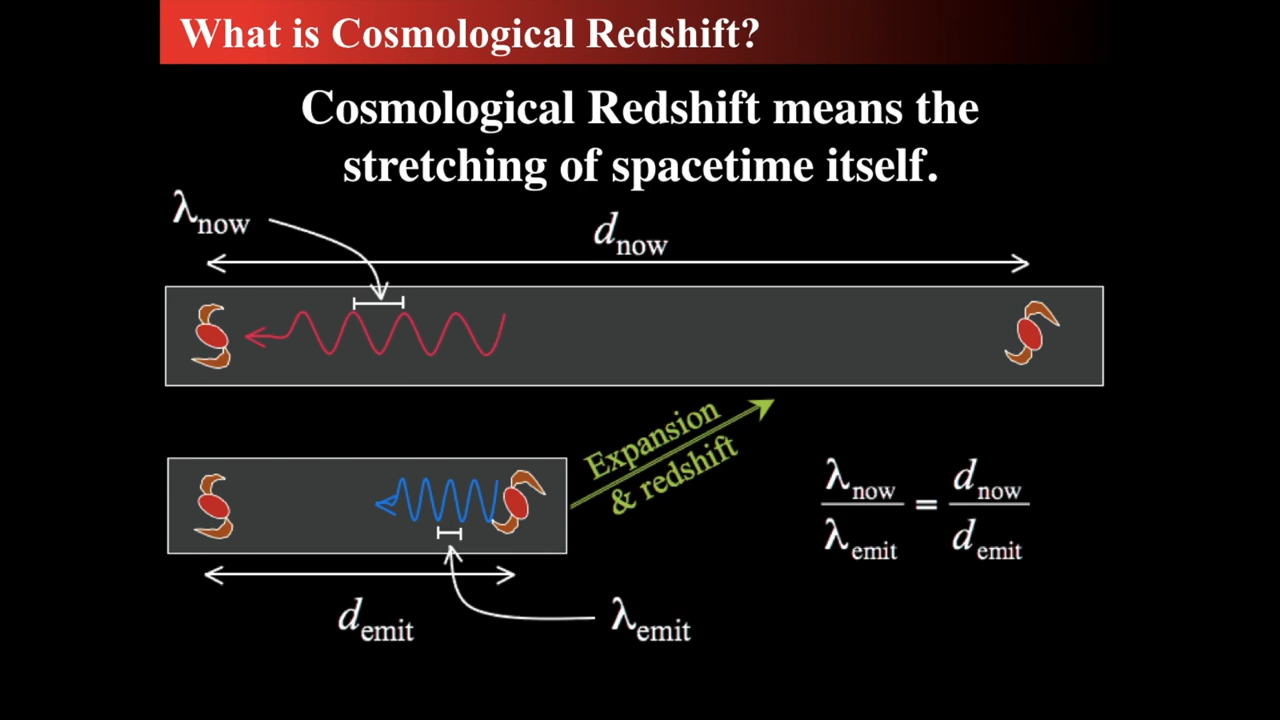 What is Cosmological Redshift?
Cosmological Redshift means the
stretching of spacetime itself.
λnow
dnow
Expansion
& redshift
λnow / λemit = dnow / demit
demit
λemit